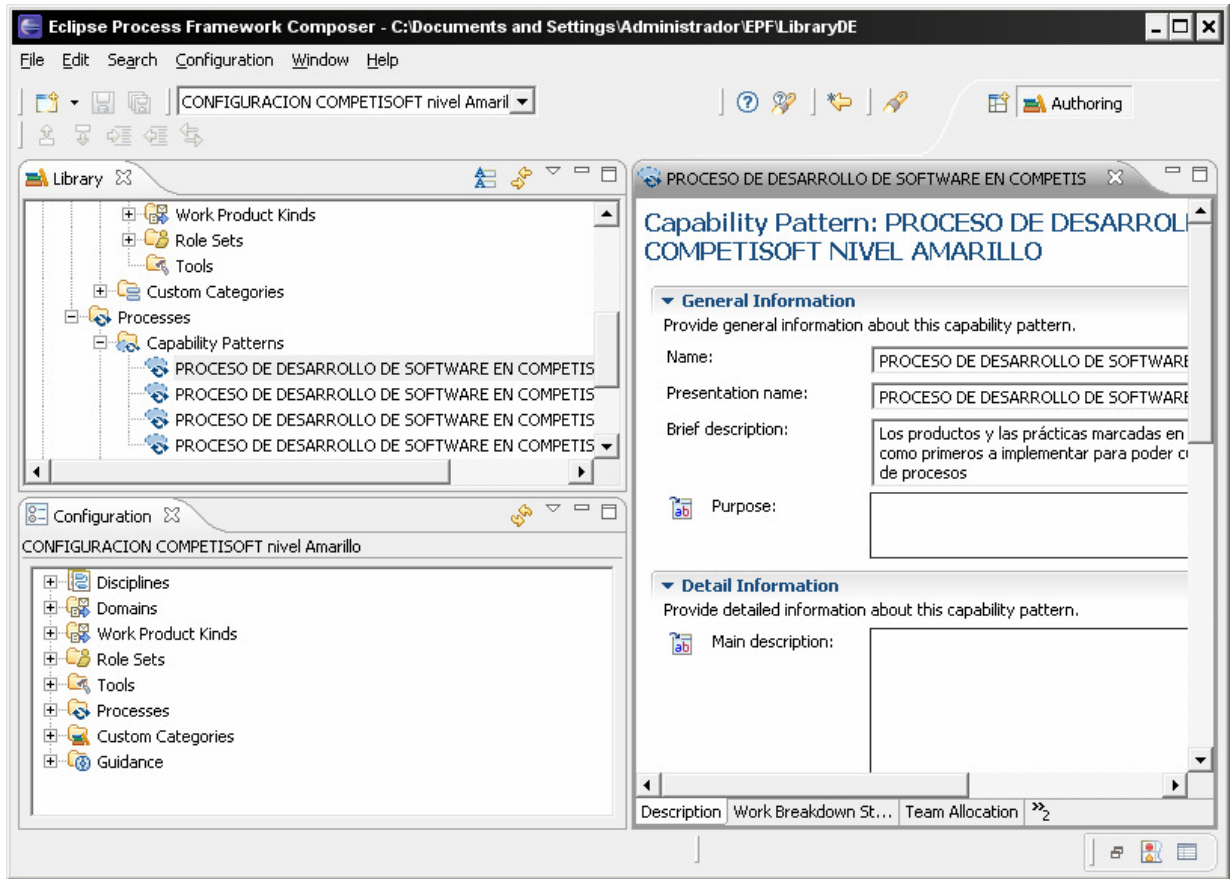 Eclipse Process Framework Composer - C:\Documents and Settings\Administrador\EPF\LibraryDE
File Edit Search Configuration Window Help
CONFIGURACION COMPETISOFT nivel Amaril
Authoring
Library
Work Product Kinds
Role Sets
Tools
Custom Categories
Processes
Capability Patterns
PROCESO DE DESARROLLO DE SOFTWARE EN COMPETIS
PROCESO DE DESARROLLO DE SOFTWARE EN COMPETIS
PROCESO DE DESARROLLO DE SOFTWARE EN COMPETIS
PROCESO DE DESARROLLO DE SOFTWARE EN COMPETIS
Configuration
CONFIGURACION COMPETISOFT nivel Amarillo
Disciplines
Domains
Work Product Kinds
Role Sets
Tools
Processes
Custom Categories
Guidance
PROCESO DE DESARROLLO DE SOFTWARE EN COMPETIS
Capability Pattern: PROCESO DE DESARROL
COMPETISOFT NIVEL AMARILLO
General Information
Provide general information about this capability pattern.
Name: PROCESO DE DESARROLLO DE SOFTWARE
Presentation name: PROCESO DE DESARROLLO DE SOFTWARE
Brief description: Los productos y las prácticas marcadas en
como primeros a implementar para poder cu
de procesos
Purpose:
Detail Information
Provide detailed information about this capability pattern.
Main description:
Description Work Breakdown St... Team Allocation »2